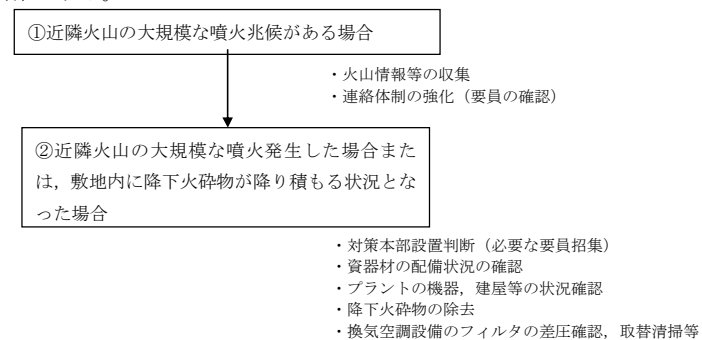 ①近隣火山の大規模な噴火兆候がある場合
・火山情報等の収集
・連絡体制の強化（要員の確認）
②近隣火山の大規模な噴火発生した場合また
は，敷地内に降下火砕物が降り積もる状況とな
った場合
・対策本部設置判断（必要な要員招集）
・資器材の配備状況の確認
・プラントの機器，建屋等の状況確認
・降下火砕物の除去
・換気空調設備のフィルタの差圧確認，取替清掃等